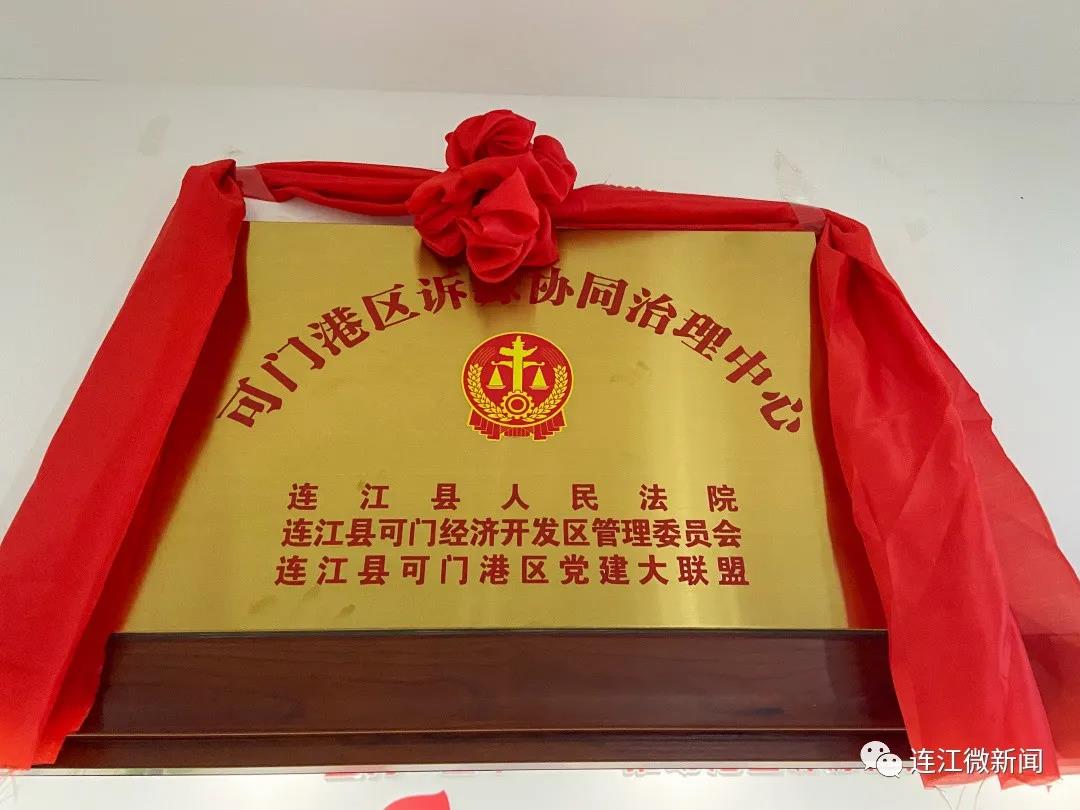 可门港区诉源协同治理中心
连江县人民法院
连江县可门经济开发区管理委员会
连江县可门港区党建大联盟
连江微新闻